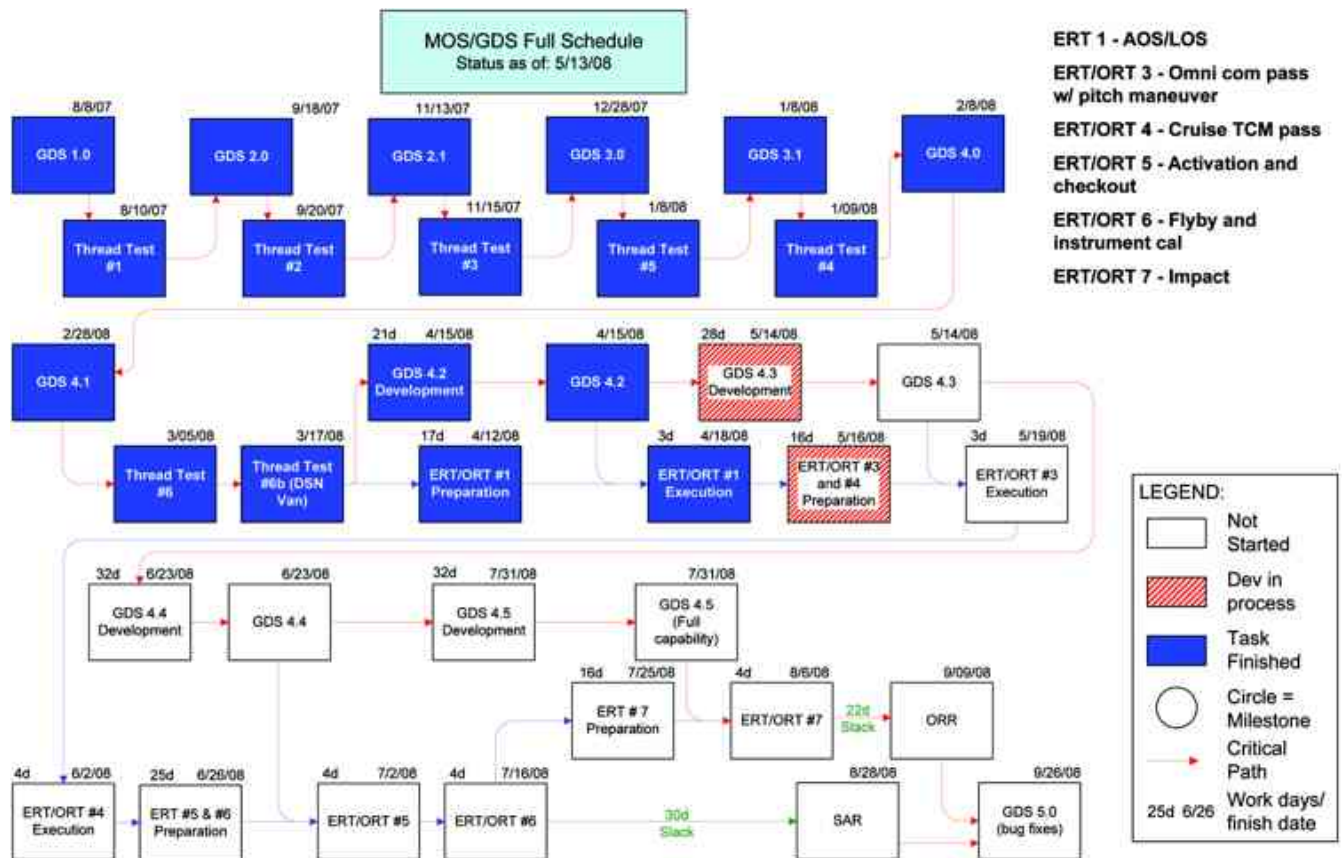 MOS/GDS Full Schedule
Status as of: 5/13/08
ERT 1 - AOS/LOS
ERT/ORT 3 - Omni com pass
w/ pitch maneuver
ERT/ORT 4 - Cruise TCM pass
ERT/ORT 5 - Activation and
checkout
ERT/ORT 6 - Flyby and
instrument cal
ERT/ORT 7 - Impact
8/8/07
GDS 1.0
9/18/07
GDS 2.0
11/13/07
GDS 2.1
12/28/07
GDS 3.0
1/8/08
GDS 3.1
2/8/08
GDS 4.0
8/10/07
Thread Test
#1
9/20/07
Thread Test
#2
11/15/07
Thread Test
#3
1/8/08
Thread Test
#5
1/09/08
Thread Test
#4
2/28/08
GDS 4.1
21d 4/15/08
GDS 4.2
Development
4/15/08
GDS 4.2
28d 5/14/08
GDS 4.3
Development
5/14/08
GDS 4.3
3/05/08
Thread Test
#6
3/17/08
Thread Test
#6b (DSN
Van)
17d 4/12/08
ERT/ORT #1
Preparation
3d 4/18/08
ERT/ORT #1
Execution
16d 5/16/08
ERT/ORT #3
and #4
Preparation
3d 5/19/08
ERT/ORT #3
Execution
32d 6/23/08
GDS 4.4
Development
6/23/08
GDS 4.4
32d 7/31/08
GDS 4.5
Development
7/31/08
GDS 4.5
(Full
capability)
16d 7/25/08
ERT # 7
Preparation
4d 8/6/08
ERT/ORT #7
22d
Slack
9/09/08
ORR
4d 6/2/08
ERT/ORT #4
Execution
25d 6/26/08
ERT #5 & #6
Preparation
4d 7/2/08
ERT/ORT #5
4d 7/16/08
ERT/ORT #6
30d
Slack
8/28/08
SAR
9/26/08
GDS 5.0
(bug fixes)
LEGEND:
Not
Started
Dev in
process
Task
Finished
Circle =
Milestone
Critical
Path
25d 6/26
Work days/
finish date